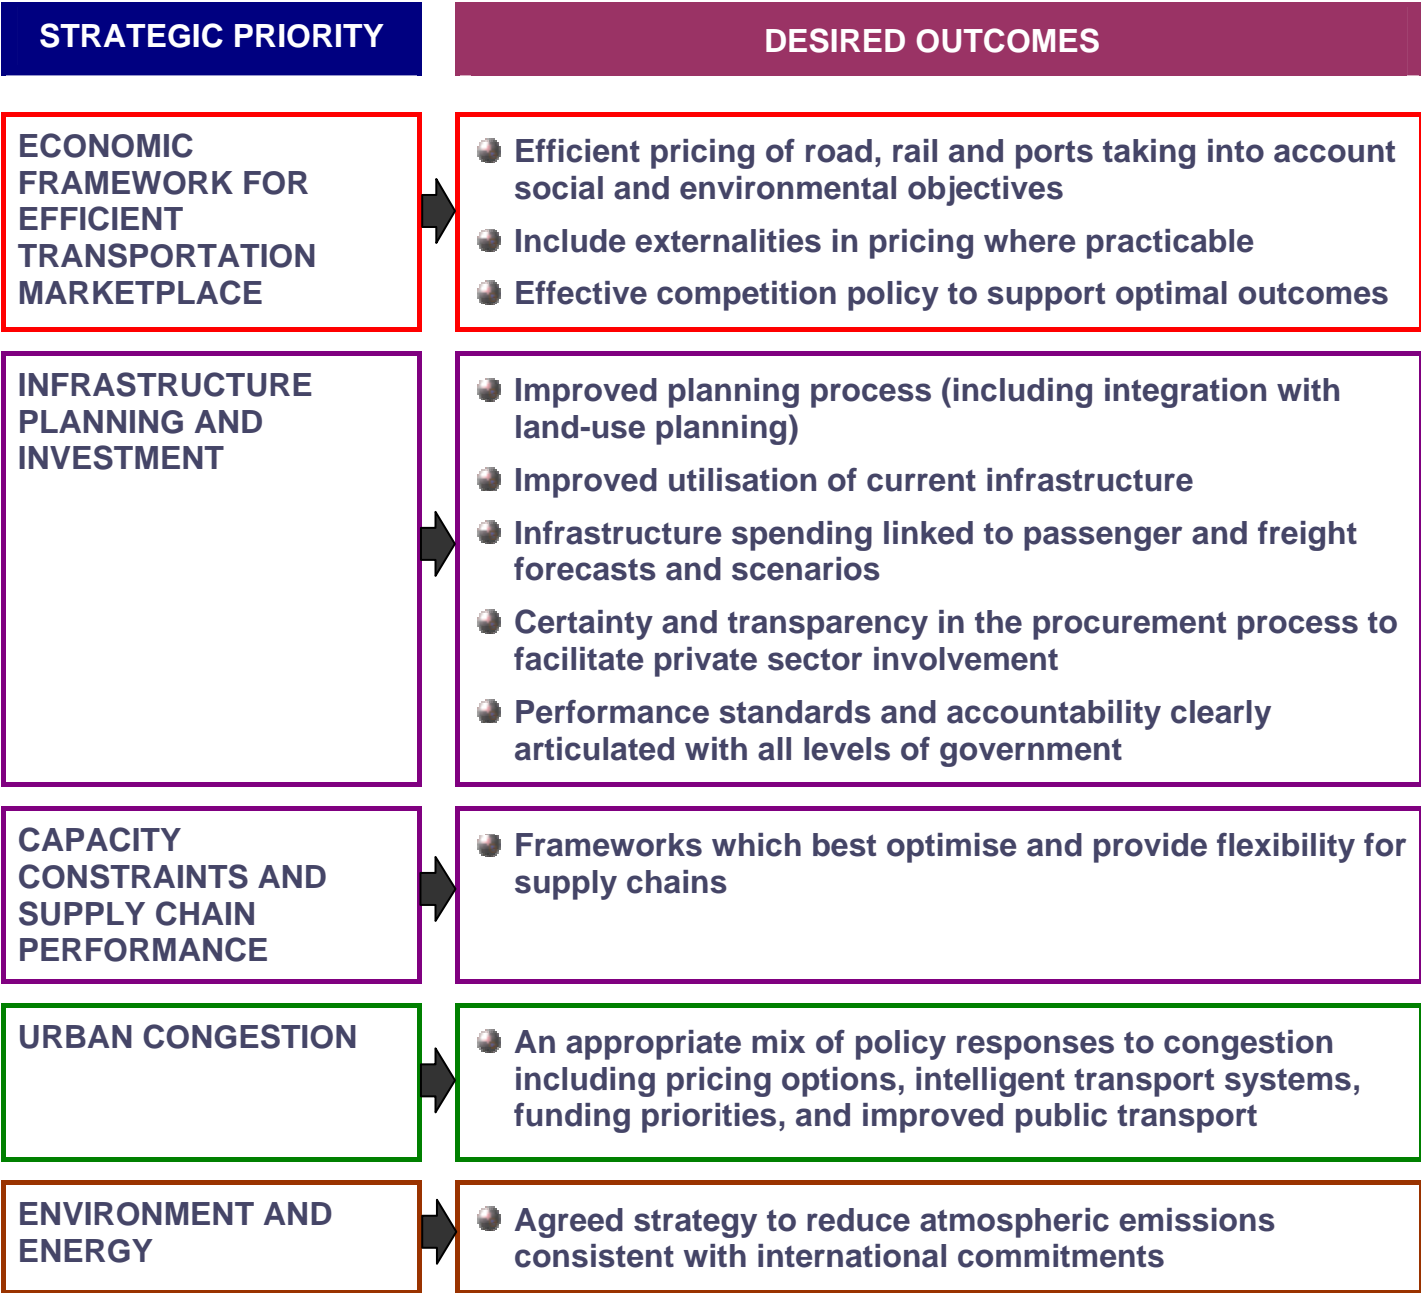 STRATEGIC PRIORITY
DESIRED OUTCOMES
ECONOMIC
FRAMEWORK FOR
EFFICIENT
TRANSPORTATION
MARKETPLACE
Efficient pricing of road, rail and ports taking into account
social and environmental objectives
Include externalities in pricing where practicable
Effective competition policy to support optimal outcomes
INFRASTRUCTURE
PLANNING AND
INVESTMENT
Improved planning process (including integration with
land-use planning)
Improved utilisation of current infrastructure
Infrastructure spending linked to passenger and freight
forecasts and scenarios
Certainty and transparency in the procurement process to
facilitate private sector involvement
Performance standards and accountability clearly
articulated with all levels of government
CAPACITY
CONSTRAINTS AND
SUPPLY CHAIN
PERFORMANCE
Frameworks which best optimise and provide flexibility for
supply chains
URBAN CONGESTION
An appropriate mix of policy responses to congestion
including pricing options, intelligent transport systems,
funding priorities, and improved public transport
ENVIRONMENT AND
ENERGY
Agreed strategy to reduce atmospheric emissions
consistent with international commitments